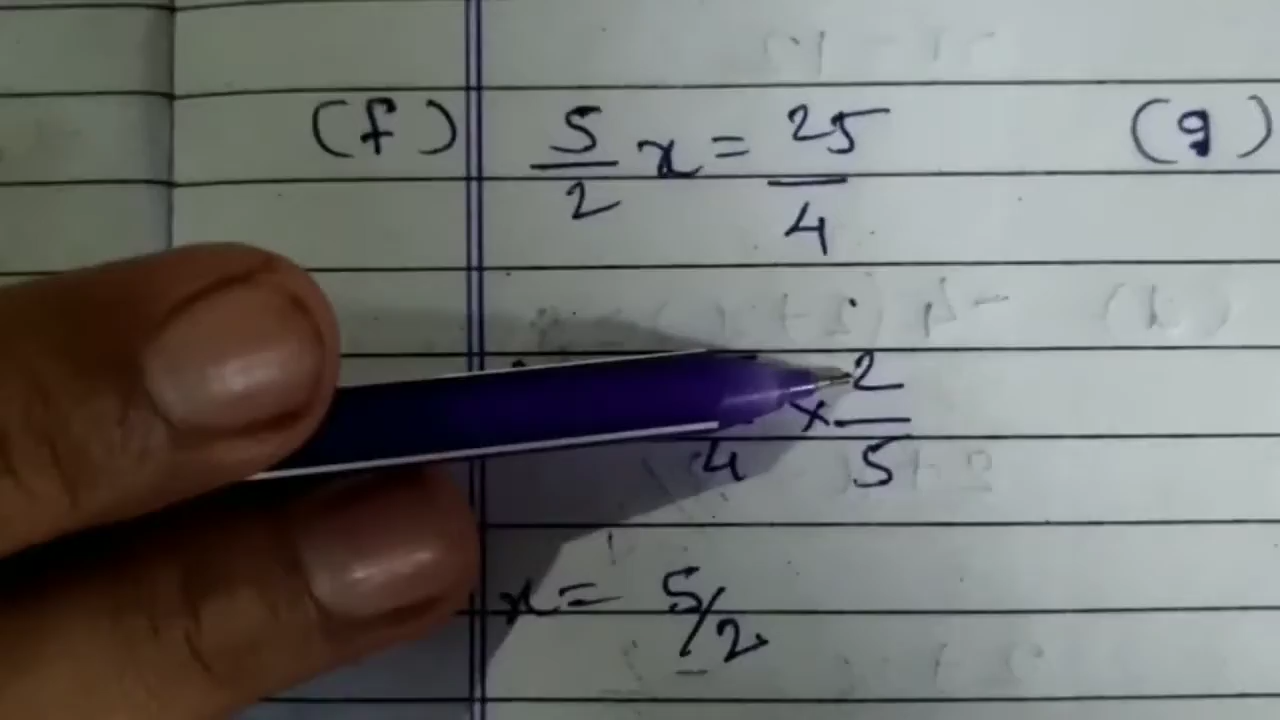 (f) 5/2 x = 25/4 (g)
4 × 2/5
x = 5/2